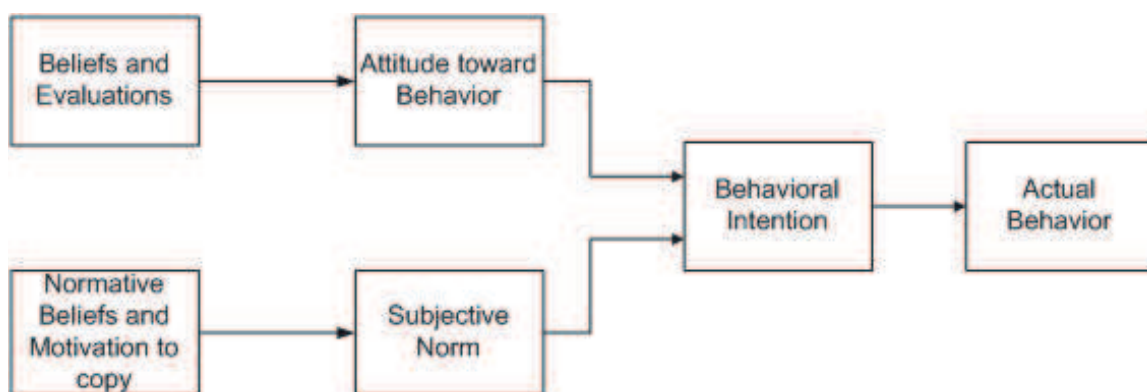 Beliefs and
Evaluations
Attitude toward
Behavior
Behavioral
Intention
Actual
Behavior
Normative
Beliefs and
Motivation to
copy
Subjective
Norm